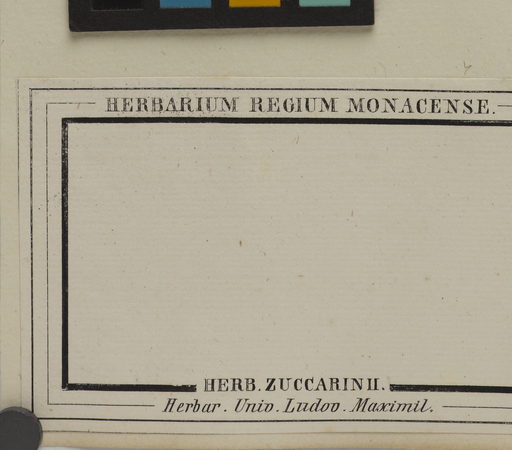 HERBARIUM REGIUM MONACENSE.
HERB. ZUCCARINII.
Herbar. Univ. Ludov. Maximil.